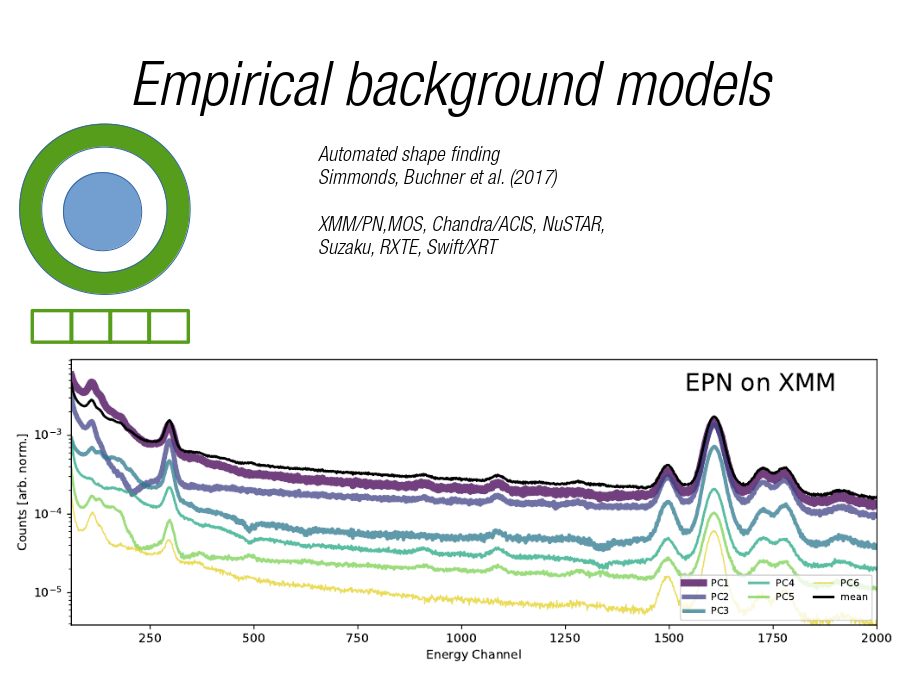 Empirical background models
Automated shape finding
Simmonds, Buchner et al. (2017)
XMM/PN,MOS, Chandra/ACIS, NuSTAR,
Suzaku, RXTE, Swift/XRT
EPN on XMM
Counts [arb. norm.]
10⁻³
10⁻⁴
10⁻⁵
PC1 PC4 PC6
PC2 PC5 mean
PC3
250 500 750 1000 1250 1500 1750 2000
Energy Channel